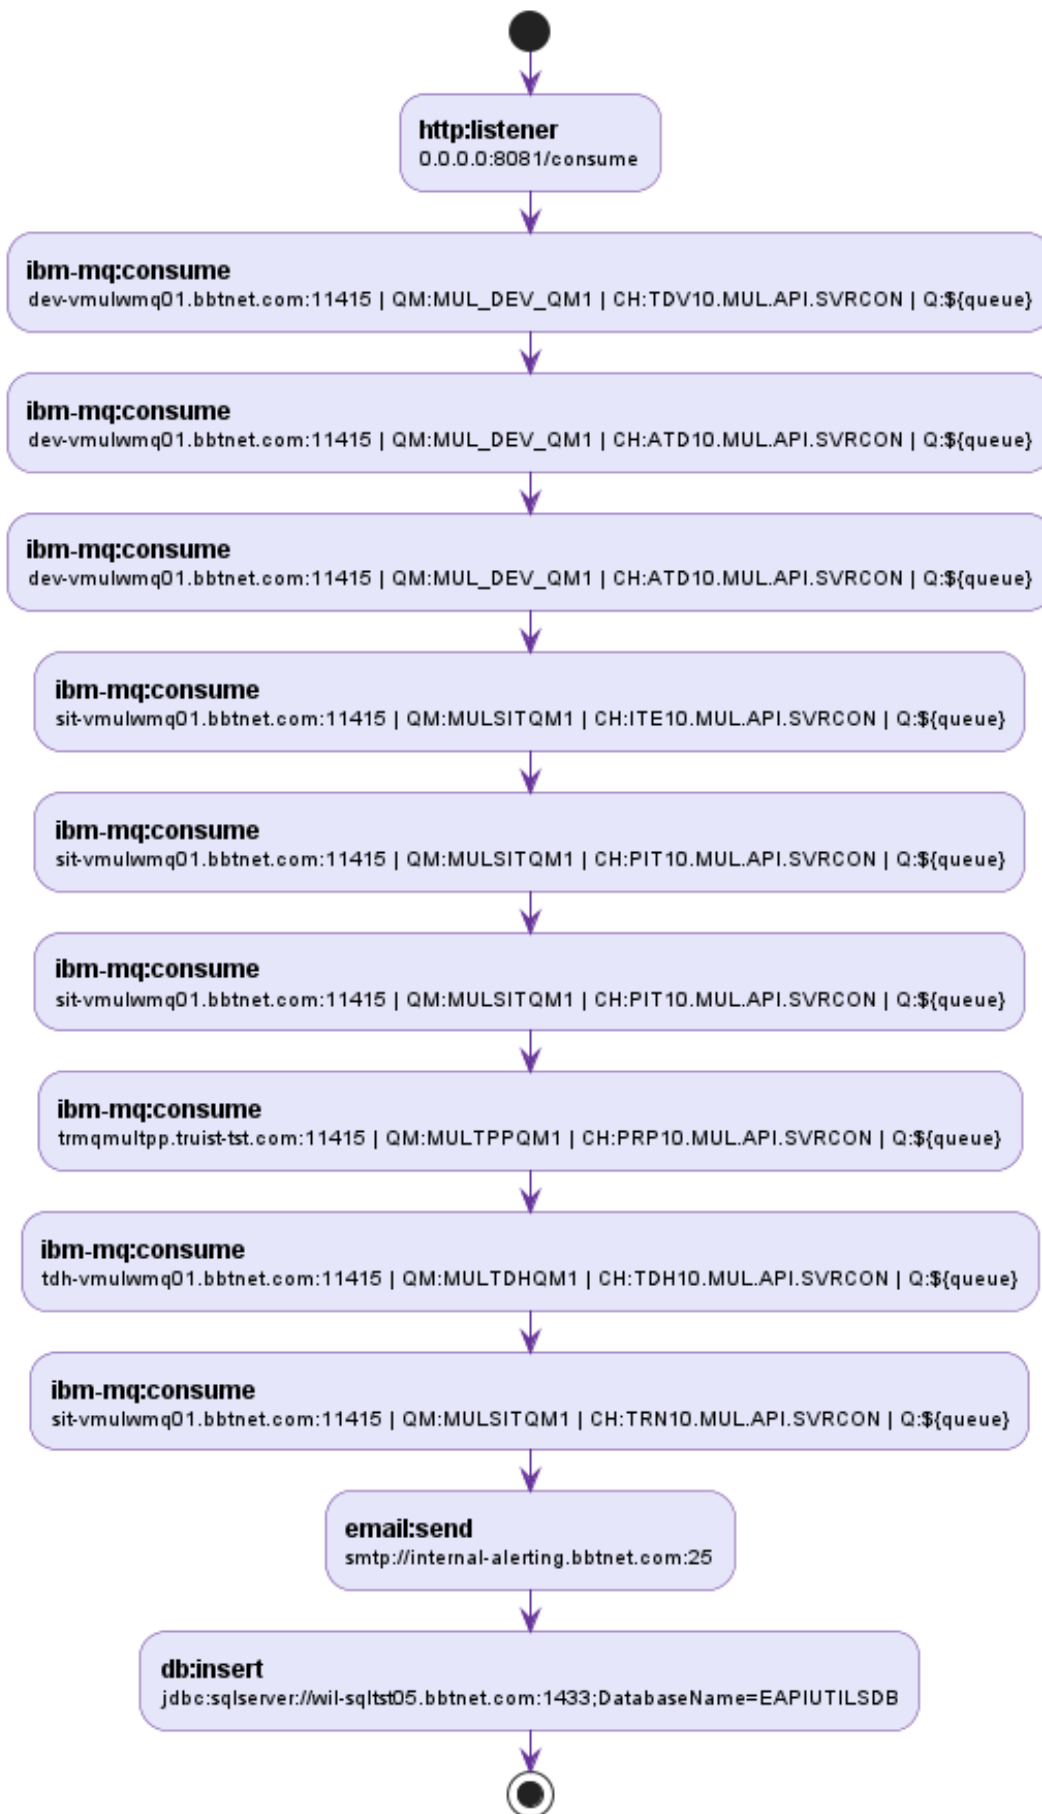 http:listener
0.0.0.0:8081/consume
ibm-mq:consume
dev-vmulwmq01.bbtnet.com:11415 | QM:MUL_DEV_QM1 | CH:TDV10.MUL.API.SVRCON | Q:${queue}
ibm-mq:consume
dev-vmulwmq01.bbtnet.com:11415 | QM:MUL_DEV_QM1 | CH:ATD10.MUL.API.SVRCON | Q:${queue}
ibm-mq:consume
dev-vmulwmq01.bbtnet.com:11415 | QM:MUL_DEV_QM1 | CH:ATD10.MUL.API.SVRCON | Q:${queue}
ibm-mq:consume
sit-vmulwmq01.bbtnet.com:11415 | QM:MULSITQM1 | CH:ITE10.MUL.API.SVRCON | Q:${queue}
ibm-mq:consume
sit-vmulwmq01.bbtnet.com:11415 | QM:MULSITQM1 | CH:PIT10.MUL.API.SVRCON | Q:${queue}
ibm-mq:consume
sit-vmulwmq01.bbtnet.com:11415 | QM:MULSITQM1 | CH:PIT10.MUL.API.SVRCON | Q:${queue}
ibm-mq:consume
trmqmultpp.truist-tst.com:11415 | QM:MULTPPQM1 | CH:PRP10.MUL.API.SVRCON | Q:${queue}
ibm-mq:consume
tdh-vmulwmq01.bbtnet.com:11415 | QM:MULTDHQM1 | CH:TDH10.MUL.API.SVRCON | Q:${queue}
ibm-mq:consume
sit-vmulwmq01.bbtnet.com:11415 | QM:MULSITQM1 | CH:TRN10.MUL.API.SVRCON | Q:${queue}
email:send
smtp://internal-alerting.bbtnet.com:25
db:insert
jdbc:sqlserver://wil-sqltst05.bbtnet.com:1433;DatabaseName=EAPIUTILSDB